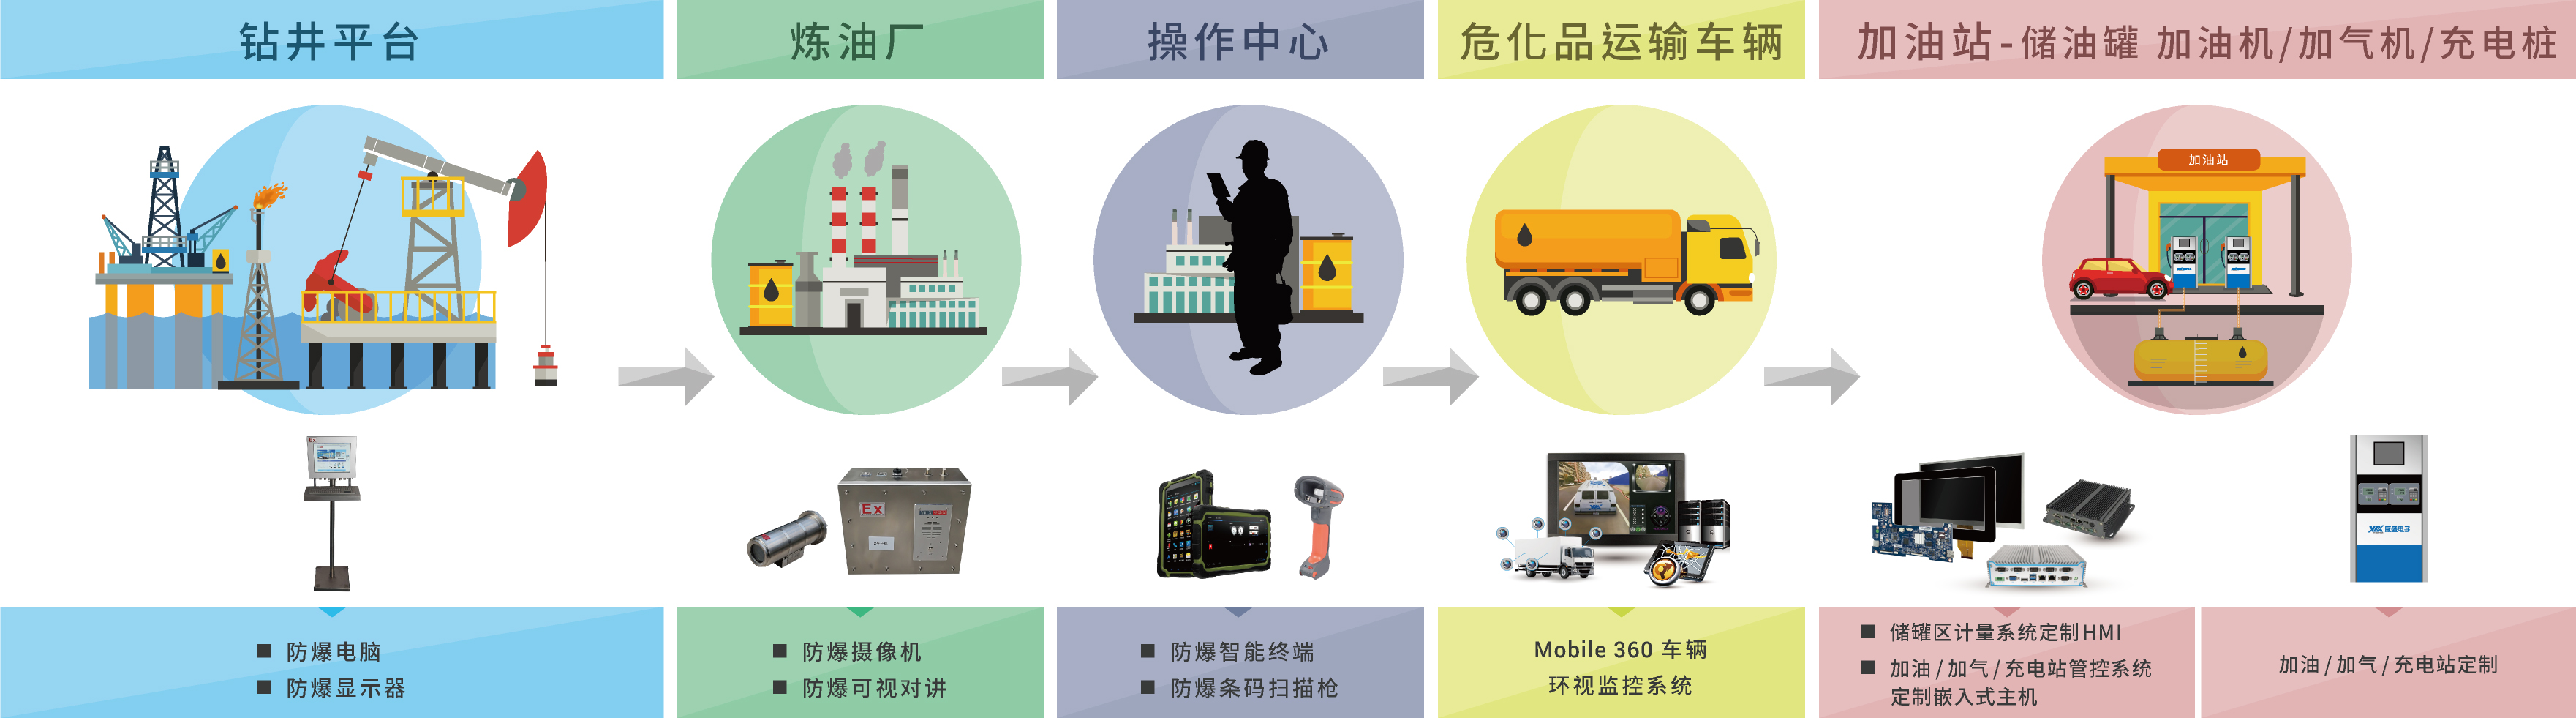 钻井平台
炼油厂
操作中心
危化品运输车辆
加油站-储油罐 加油机/加气机/充电桩
加油站
Ex
VIA 威盛电子
防爆电脑
防爆显示器
防爆摄像机
防爆可视对讲
防爆智能终端
防爆条码扫描枪
Mobile 360 车辆
环视监控系统
储罐区计量系统定制HMI
加油/加气/充电站管控系统
定制嵌入式主机
加油/加气/充电站定制